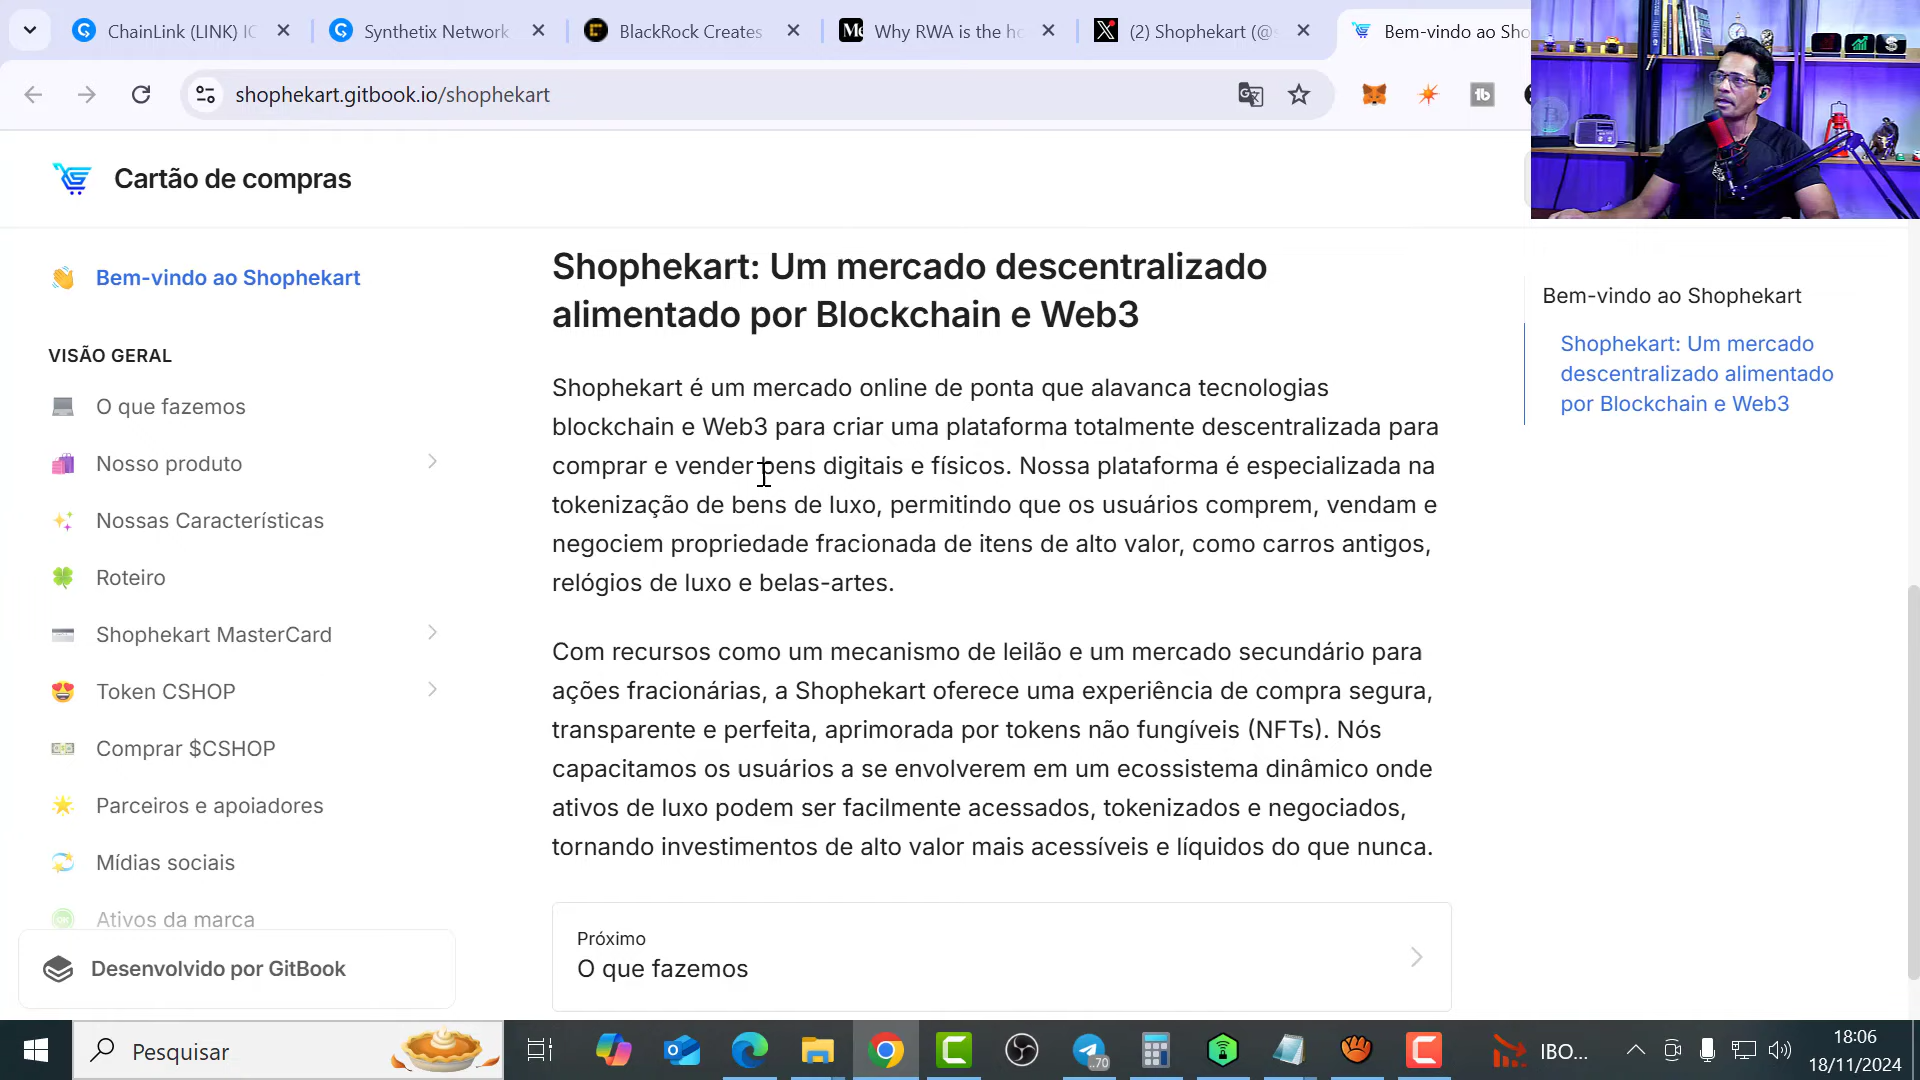 ChainLink (LINK) IC
Synthetix Network
BlackRock Creates
Why RWA is the ho
(2) Shophekart (@
Bem-vindo ao Sho
shophekart.gitbook.io/shophekart
Cartão de compras
Bem-vindo ao Shophekart
VISÃO GERAL
O que fazemos
Nosso produto
Nossas Características
Roteiro
Shophekart MasterCard
Token CSHOP
Comprar $CSHOP
Parceiros e apoiadores
Mídias sociais
Ativos da marca
Desenvolvido por GitBook
Shophekart: Um mercado descentralizado
alimentado por Blockchain e Web3
Shophekart é um mercado online de ponta que alavanca tecnologias
blockchain e Web3 para criar uma plataforma totalmente descentralizada para
comprar e vender bens digitais e físicos. Nossa plataforma é especializada na
tokenização de bens de luxo, permitindo que os usuários comprem, vendam e
negociem propriedade fracionada de itens de alto valor, como carros antigos,
relógios de luxo e belas-artes.
Com recursos como um mecanismo de leilão e um mercado secundário para
ações fracionárias, a Shophekart oferece uma experiência de compra segura,
transparente e perfeita, aprimorada por tokens não fungíveis (NFTs). Nós
capacitamos os usuários a se envolverem em um ecossistema dinâmico onde
ativos de luxo podem ser facilmente acessados, tokenizados e negociados,
tornando investimentos de alto valor mais acessíveis e líquidos do que nunca.
Próximo
O que fazemos
Bem-vindo ao Shophekart
Shophekart: Um mercado
descentralizado alimentado
por Blockchain e Web3
Pesquisar
..70
IBO...
18:06
18/11/2024